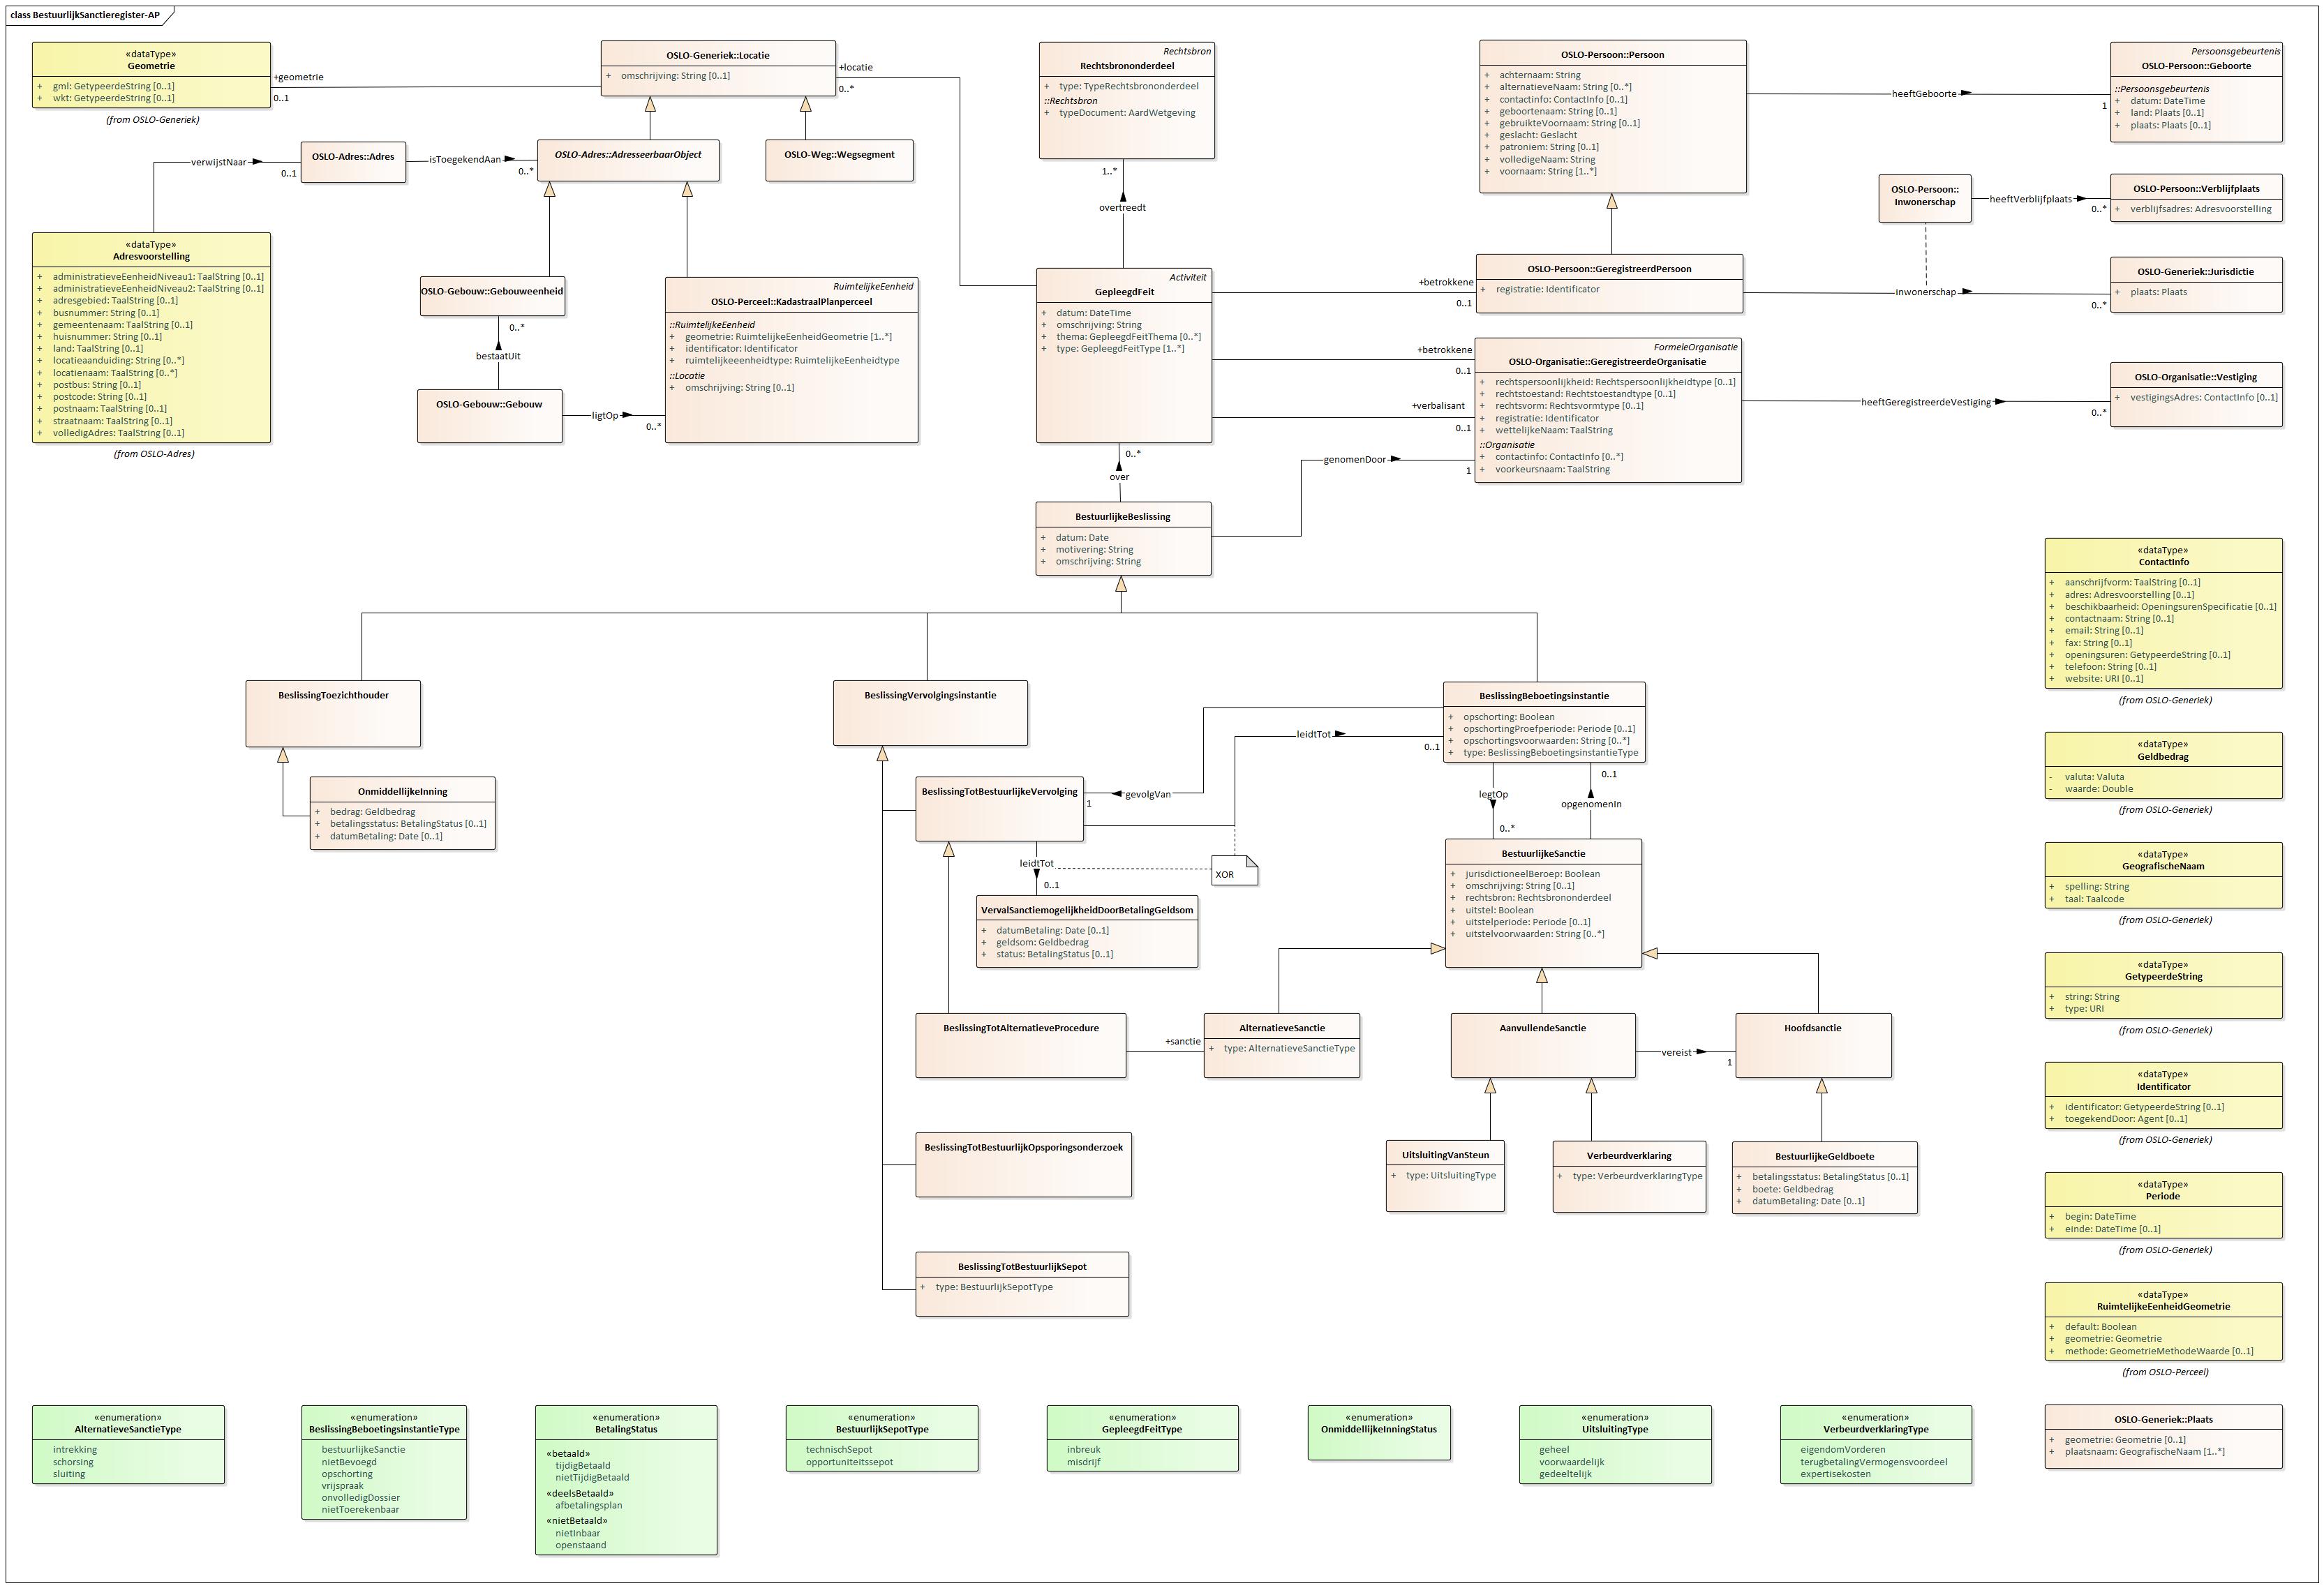 class BestuurlijkSanctieregister-AP
«dataType»
Geometrie
+ gml: GetypeerdeString [0..1]
+ wkt: GetypeerdeString [0..1]
(from OSLO-Generiek)
+geometrie
0..1
OSLO-Generiek::Locatie
+ omschrijving: String [0..1]
+locatie
0..*
Rechtsbron
Rechtsbrononderdeel
+ type: TypeRechtsbrononderdeel
::Rechtsbron
+ typeDocument: AardWetgeving
OSLO-Persoon::Persoon
+ achternaam: String
+ alternatieveNaam: String [0..*]
+ contactinfo: ContactInfo [0..1]
+ geboortenaam: String [0..1]
+ gebruikteVoornaam: String [0..1]
+ geslacht: Geslacht
+ patroniem: String [0..1]
+ volledigeNaam: String
+ voornaam: String [1..*]
heeftGeboorte
1
Persoonsgebeurtenis
OSLO-Persoon::Geboorte
::Persoonsgebeurtenis
+ datum: DateTime
+ land: Plaats [0..1]
+ plaats: Plaats [0..1]
verwijstNaar
0..1
OSLO-Adres::Adres
isToegekendAan
0..*
OSLO-Adres::AdresseerbaarObject
OSLO-Weg::Wegsegment
1..*
overtreedt
OSLO-Persoon::
Inwonerschap
heeftVerblijfplaats
0..*
OSLO-Persoon::Verblijfplaats
+ verblijfsadres: Adresvoorstelling
«dataType»
Adresvoorstelling
+ administratieveEenheidNiveau1: TaalString [0..1]
+ administratieveEenheidNiveau2: TaalString [0..1]
+ adresgebied: TaalString [0..1]
+ busnummer: String [0..1]
+ gemeentenaam: TaalString [0..1]
+ huisnummer: String [0..1]
+ land: TaalString [0..1]
+ locatieaanduiding: String [0..*]
+ locatienaam: TaalString [0..*]
+ postbus: String [0..1]
+ postcode: String [0..1]
+ postnaam: TaalString [0..1]
+ straatnaam: TaalString [0..1]
+ volledigAdres: TaalString [0..1]
(from OSLO-Adres)
OSLO-Gebouw::Gebouweenheid
0..*
bestaatUit
OSLO-Gebouw::Gebouw
ligtOp
0..*
RuimtelijkeEenheid
OSLO-Perceel::KadastraalPlanperceel
::RuimtelijkeEenheid
+ geometrie: RuimtelijkeEenheidGeometrie [1..*]
+ identificator: Identificator
+ ruimtelijkeeenheidtype: RuimtelijkeEenheidtype
::Locatie
+ omschrijving: String [0..1]
Activiteit
GepleegdFeit
+ datum: DateTime
+ omschrijving: String
+ thema: GepleegdFeitThema [0..*]
+ type: GepleegdFeitType [1..*]
+betrokkene
0..1
OSLO-Persoon::GeregistreerdPersoon
+ registratie: Identificator
inwonerschap
0..*
OSLO-Generiek::Jurisdictie
+ plaats: Plaats
+betrokkene
0..1
+verbalisant
0..1
FormeleOrganisatie
OSLO-Organisatie::GeregistreerdeOrganisatie
+ rechtspersoonlijkheid: Rechtspersoonlijkheidtype [0..1]
+ rechtstoestand: Rechtstoestandtype [0..1]
+ rechtsvorm: Rechtsvormtype [0..1]
+ registratie: Identificator
+ wettelijkeNaam: TaalString
::Organisatie
+ contactinfo: ContactInfo [0..*]
+ voorkeursnaam: TaalString
heeftGeregistreerdeVestiging
0..*
OSLO-Organisatie::Vestiging
+ vestigingsAdres: ContactInfo [0..1]
0..*
over
genomenDoor
1
BestuurlijkeBeslissing
+ datum: Date
+ motivering: String
+ omschrijving: String
«dataType»
ContactInfo
+ aanschrijfvorm: TaalString [0..1]
+ adres: Adresvoorstelling [0..1]
+ beschikbaarheid: OpeningsurenSpecificatie [0..1]
+ contactnaam: String [0..1]
+ email: String [0..1]
+ fax: String [0..1]
+ openingsuren: GetypeerdeString [0..1]
+ telefoon: String [0..1]
+ website: URI [0..1]
(from OSLO-Generiek)
BeslissingToezichthouder
OnmiddellijkeInning
+ bedrag: Geldbedrag
+ betalingsstatus: BetalingStatus [0..1]
+ datumBetaling: Date [0..1]
BeslissingVervolgingsinstantie
BeslissingBeboetingsinstantie
+ opschorting: Boolean
+ opschortingProefperiode: Periode [0..1]
+ opschortingsvoorwaarden: String [0..*]
+ type: BeslissingBeboetingsinstantieType
leidtTot
0..1
BeslissingTotBestuurlijkeVervolging
1
gevolgVan
legtOp
0..*
0..1
opgenomenIn
«dataType»
Geldbedrag
- valuta: Valuta
- waarde: Double
(from OSLO-Generiek)
leidtTot
0..1
XOR
VervalSanctiemogelijkheidDoorBetalingGeldsom
+ datumBetaling: Date [0..1]
+ geldsom: Geldbedrag
+ status: BetalingStatus [0..1]
BestuurlijkeSanctie
+ jurisdictioneelBeroep: Boolean
+ omschrijving: String [0..1]
+ rechtsbron: Rechtsbrononderdeel
+ uitstel: Boolean
+ uitstelperiode: Periode [0..1]
+ uitstelvoorwaarden: String [0..*]
«dataType»
GeografischeNaam
+ spelling: String
+ taal: Taalcode
(from OSLO-Generiek)
«dataType»
GetypeerdeString
+ string: String
+ type: URI
(from OSLO-Generiek)
BeslissingTotAlternatieveProcedure
+sanctie
AlternatieveSanctie
+ type: AlternatieveSanctieType
AanvullendeSanctie
vereist
1
Hoofdsanctie
«dataType»
Identificator
+ identificator: GetypeerdeString [0..1]
+ toegekendDoor: Agent [0..1]
(from OSLO-Generiek)
BeslissingTotBestuurlijkOpsporingsonderzoek
UitsluitingVanSteun
+ type: UitsluitingType
Verbeurdverklaring
+ type: VerbeurdverklaringType
BestuurlijkeGeldboete
+ betalingsstatus: BetalingStatus [0..1]
+ boete: Geldbedrag
+ datumBetaling: Date [0..1]
«dataType»
Periode
+ begin: DateTime
+ einde: DateTime [0..1]
(from OSLO-Generiek)
BeslissingTotBestuurlijkSepot
+ type: BestuurlijkSepotType
«dataType»
RuimtelijkeEenheidGeometrie
+ default: Boolean
+ geometrie: Geometrie
+ methode: GeometrieMethodeWaarde [0..1]
(from OSLO-Perceel)
«enumeration»
AlternatieveSanctieType
intrekking
schorsing
sluiting
«enumeration»
BeslissingBeboetingsinstantieType
bestuurlijkeSanctie
nietBevoegd
opschorting
vrijspraak
onvolledigDossier
nietToerekenbaar
«enumeration»
BetalingStatus
«betaald»
tijdigBetaald
nietTijdigBetaald
«deelsBetaald»
afbetalingsplan
«nietBetaald»
nietInbaar
openstaand
«enumeration»
BestuurlijkSepotType
technischSepot
opportuniteitssepot
«enumeration»
GepleegdFeitType
inbreuk
misdrijf
«enumeration»
OnmiddellijkeInningStatus
«enumeration»
UitsluitingType
geheel
voorwaardelijk
gedeeltelijk
«enumeration»
VerbeurdverklaringType
eigendomVorderen
terugbetalingVermogensvoordeel
expertisekosten
OSLO-Generiek::Plaats
+ geometrie: Geometrie [0..1]
+ plaatsnaam: GeografischeNaam [1..*]